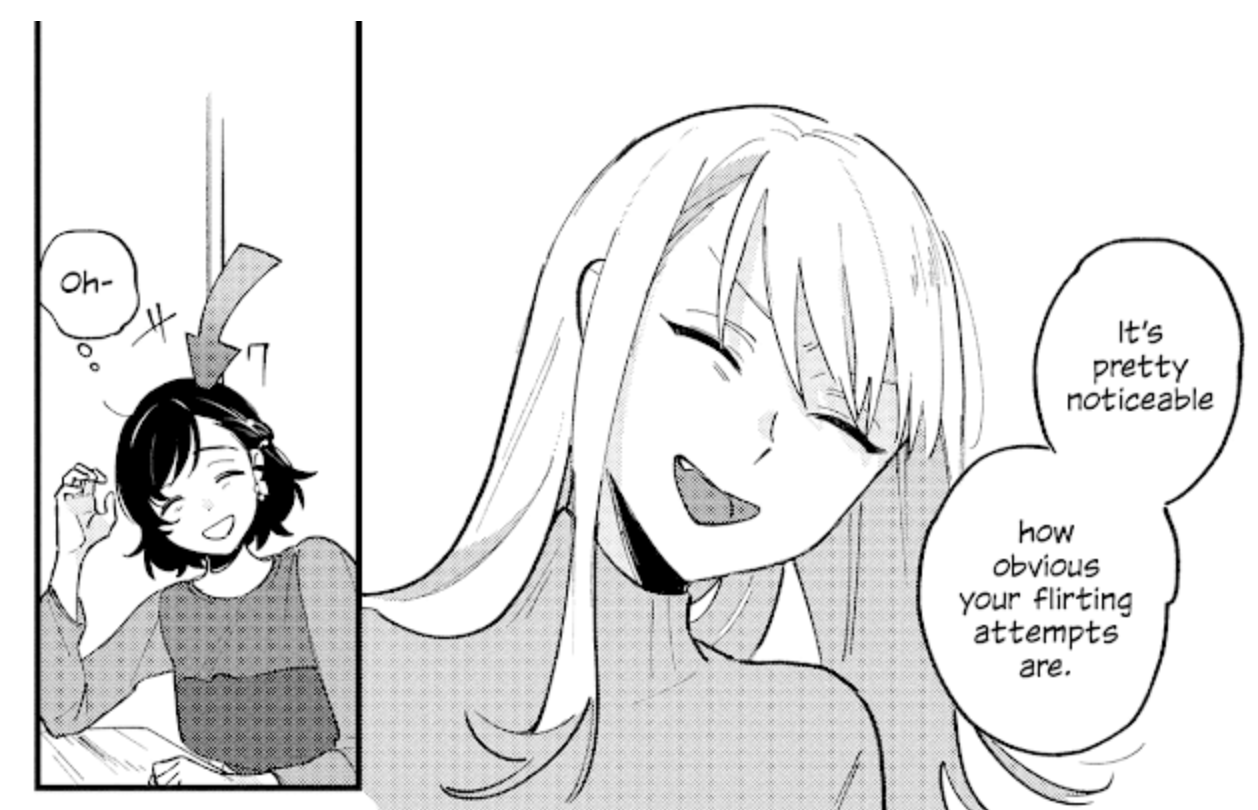 It's
pretty
noticeable
how
obvious
your flirting
attempts
are.
Oh-